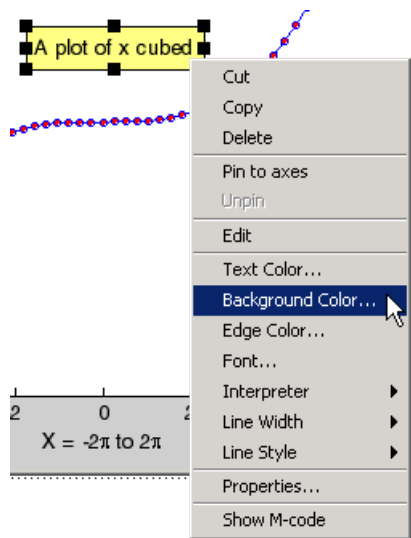 A plot of x cubed
Cut
Copy
Delete
Pin to axes
Unpin
Edit
Text Color...
Background Color...
Edge Color...
Font...
Interpreter
Line Width
Line Style
Properties...
Show M-code
2 0 2
X = -2π to 2π